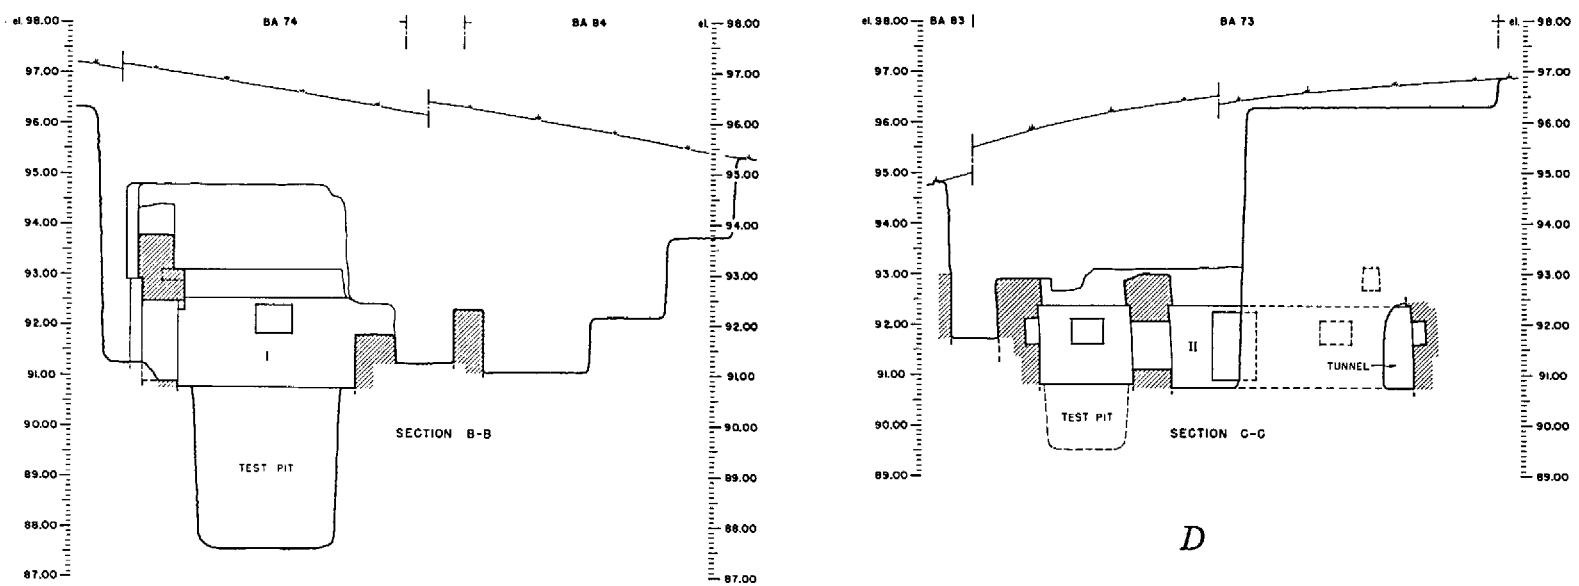 el. 98.00 BA 74 BA 84 el. 98.00
97.00 97.00
96.00 96.00
95.00 95.00
94.00 94.00
93.00 93.00
92.00 92.00
I
91.00 91.00
90.00 90.00
SECTION B-B
TEST PIT
89.00 89.00
88.00 88.00
87.00 87.00
el. 98.00 BA 83 BA 73 el. 98.00
97.00 97.00
96.00 96.00
95.00 95.00
94.00 94.00
93.00 93.00
92.00 92.00
II
TUNNEL
91.00 91.00
TEST PIT
90.00 90.00
SECTION C-C
89.00 89.00
D